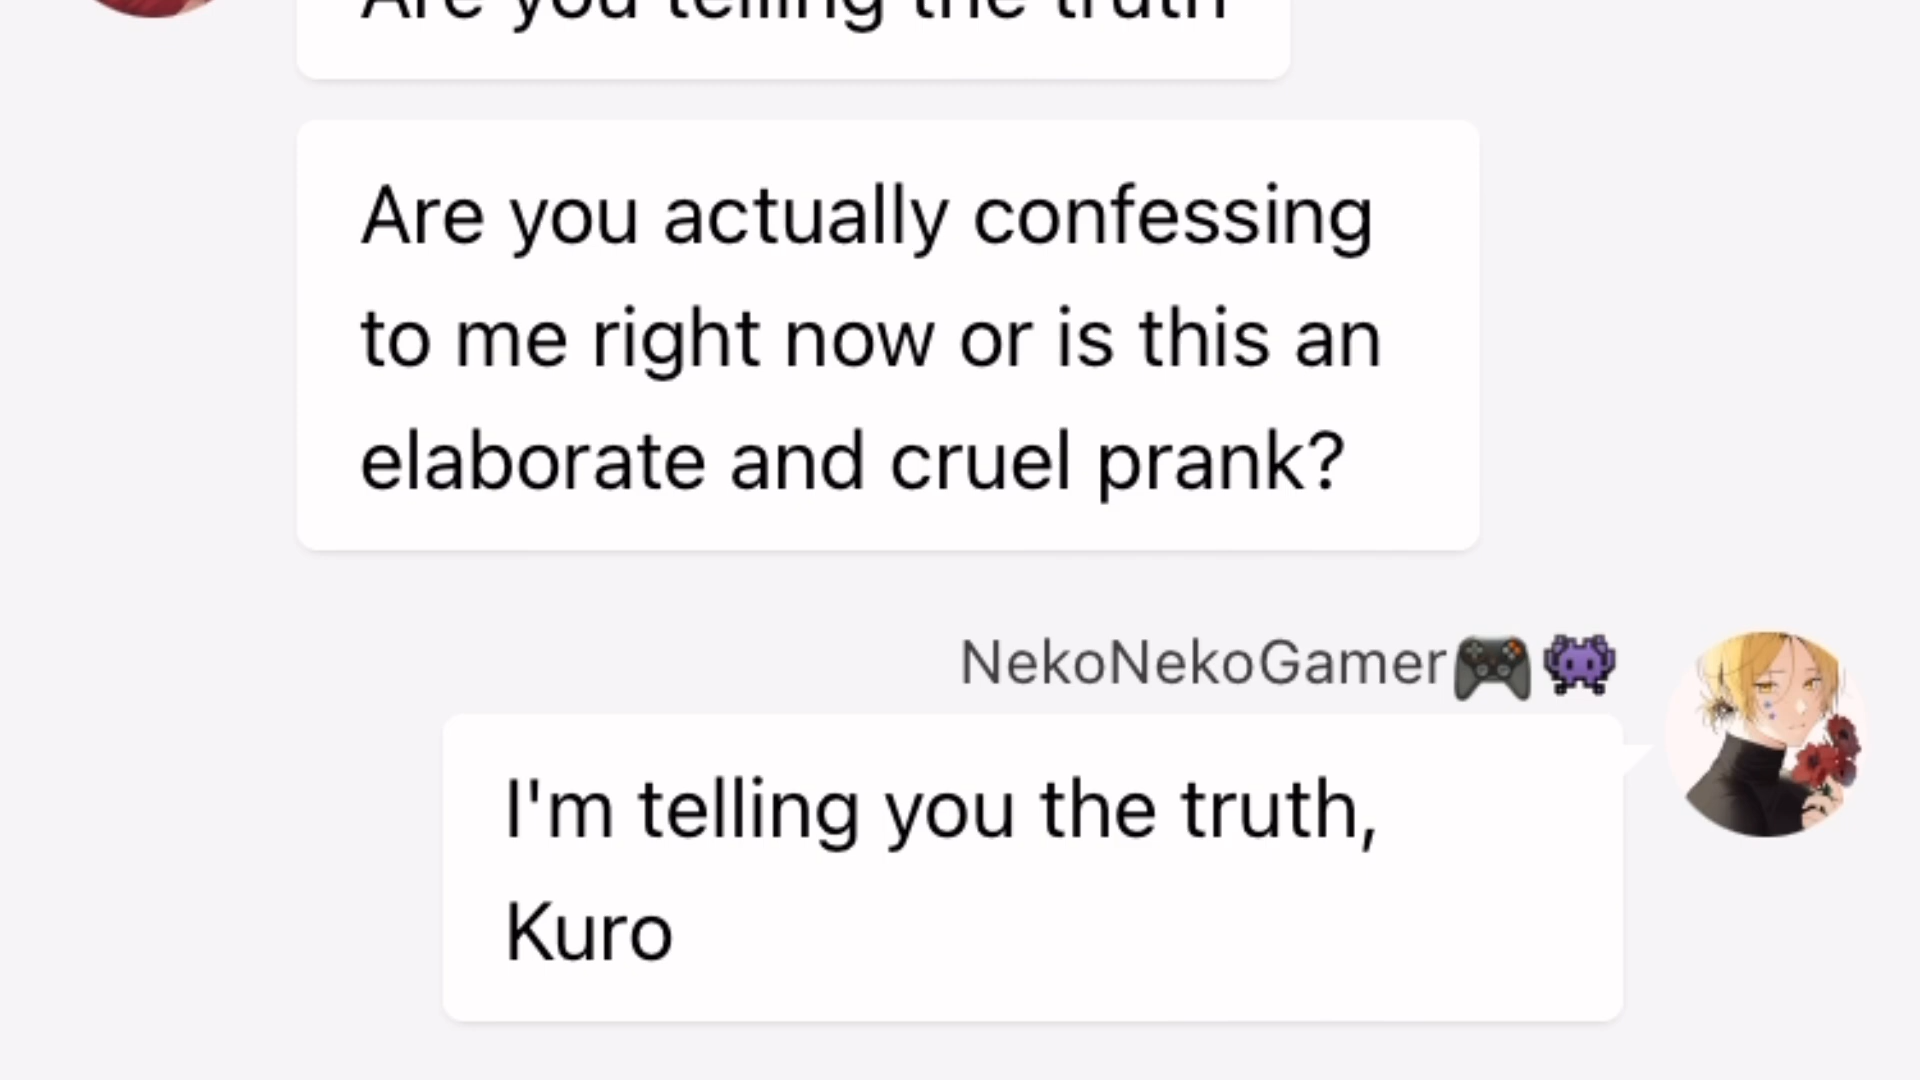 Are you telling the truth
Are you actually confessing
to me right now or is this an
elaborate and cruel prank?
NekoNekoGamer🎮👾
I'm telling you the truth,
Kuro